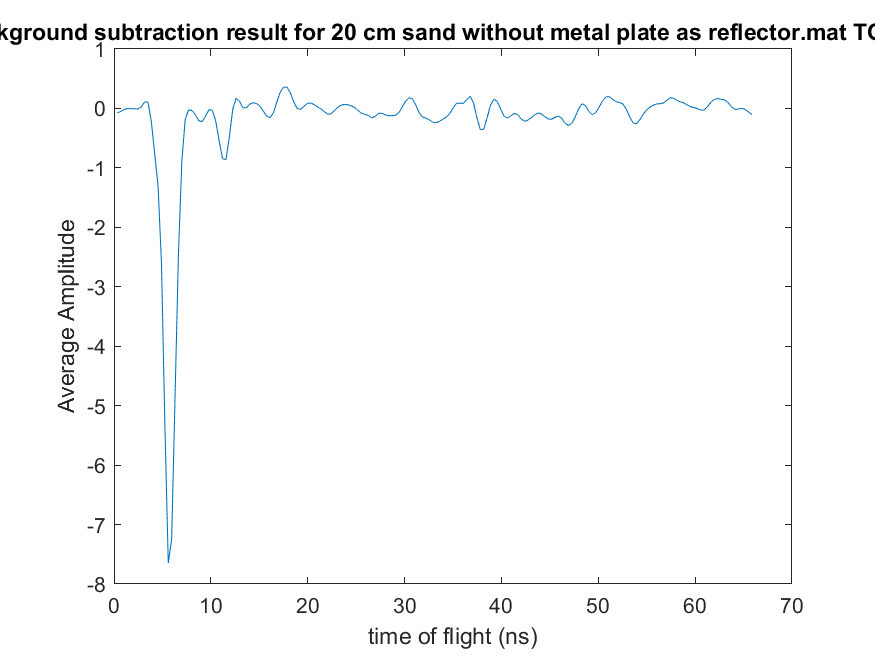 kground subtraction result for 20 cm sand without metal plate as reflector.mat TO
1
0
-1
-2
-3
-4
-5
-6
-7
-8
Average Amplitude
0 10 20 30 40 50 60 70
time of flight (ns)